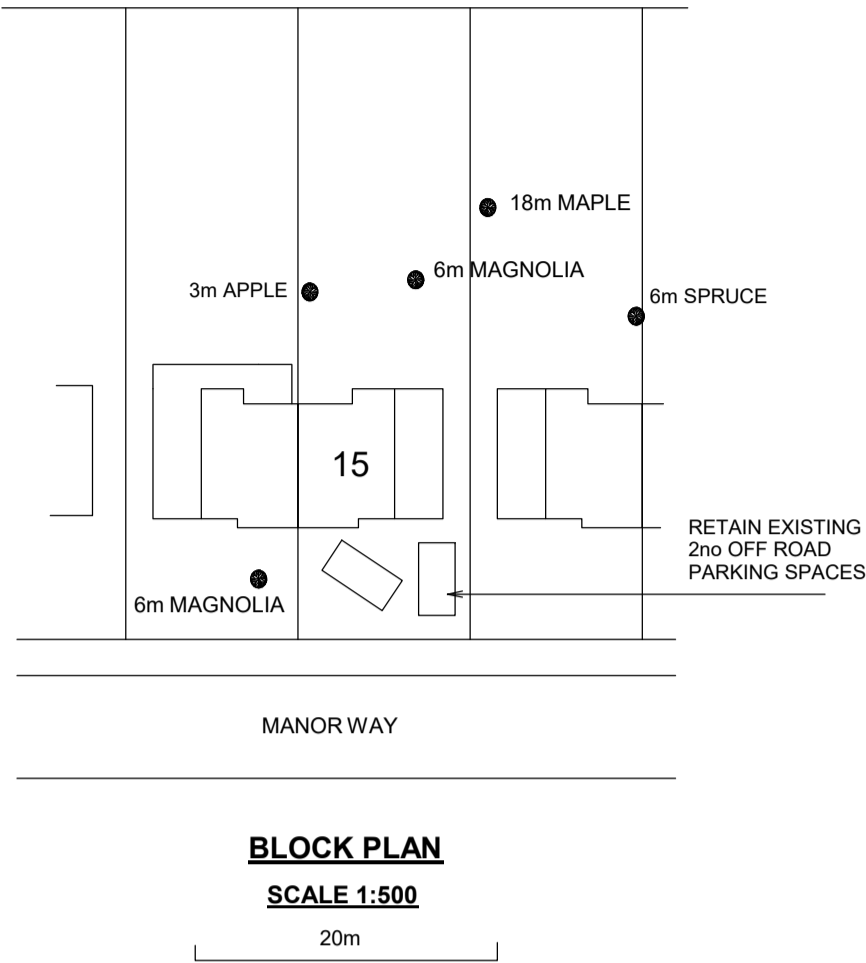 18m MAPLE
6m MAGNOLIA
3m APPLE
6m SPRUCE
15
RETAIN EXISTING
2no OFF ROAD
PARKING SPACES
6m MAGNOLIA
MANOR WAY
BLOCK PLAN
SCALE 1:500
20m